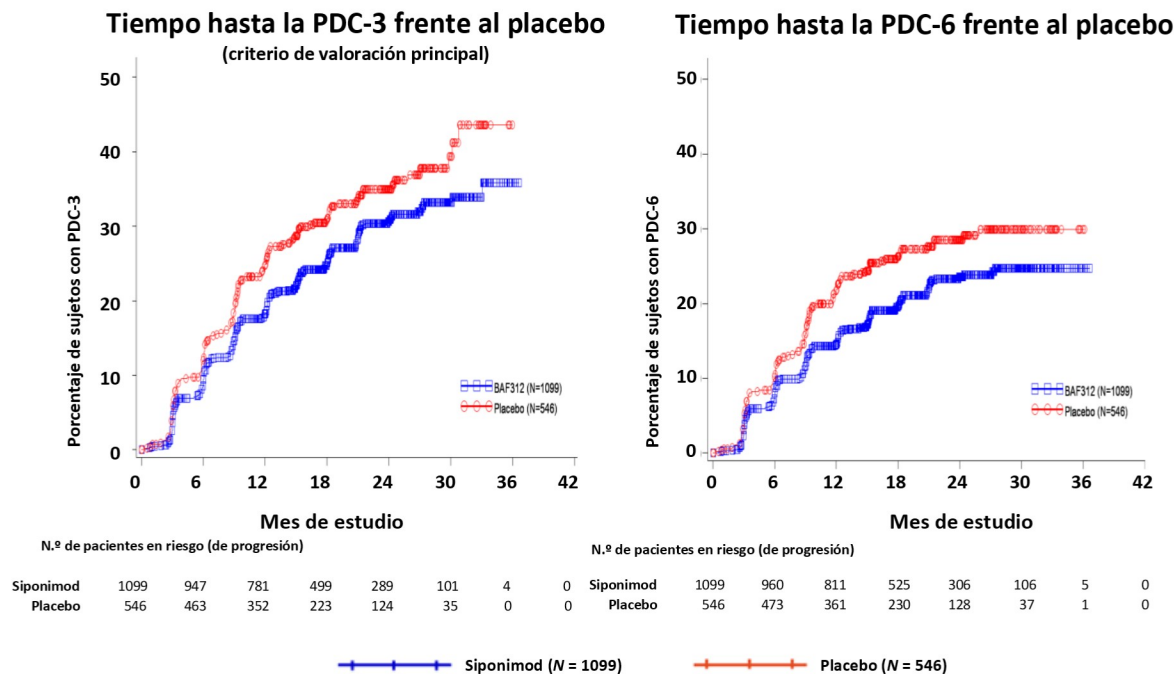 Tiempo hasta la PDC-3 frente al placebo
(criterio de valoración principal)
Porcentaje de sujetos con PDC-3
50
40
30
20
10
0
BAF312 (N=1099)
Placebo (N=546)
0 6 12 18 24 30 36 42
Mes de estudio
N.º de pacientes en riesgo (de progresión)
Siponimod 1099 947 781 499 289 101 4 0
Placebo 546 463 352 223 124 35 0 0
Tiempo hasta la PDC-6 frente al placebo
Porcentaje de sujetos con PDC-6
50
40
30
20
10
0
BAF312 (N=1099)
Placebo (N=546)
0 6 12 18 24 30 36 42
Mes de estudio
N.º de pacientes en riesgo (de progresión)
Siponimod 1099 960 811 525 306 106 5 0
Placebo 546 473 361 230 128 37 1 0
Siponimod (N = 1099)
Placebo (N = 546)